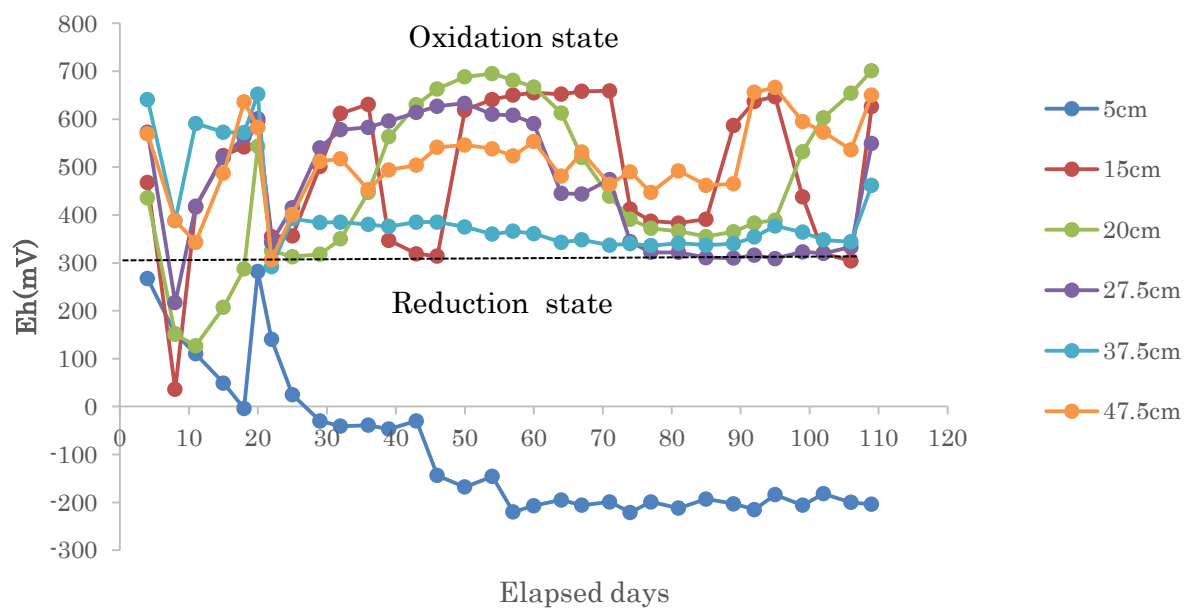 800
700
600
500
400
300
200
100
0
-100
-200
-300
Eh(mV)
Oxidation state
Reduction state
0 10 20 30 40 50 60 70 80 90 100 110 120
Elapsed days
5cm
15cm
20cm
27.5cm
37.5cm
47.5cm